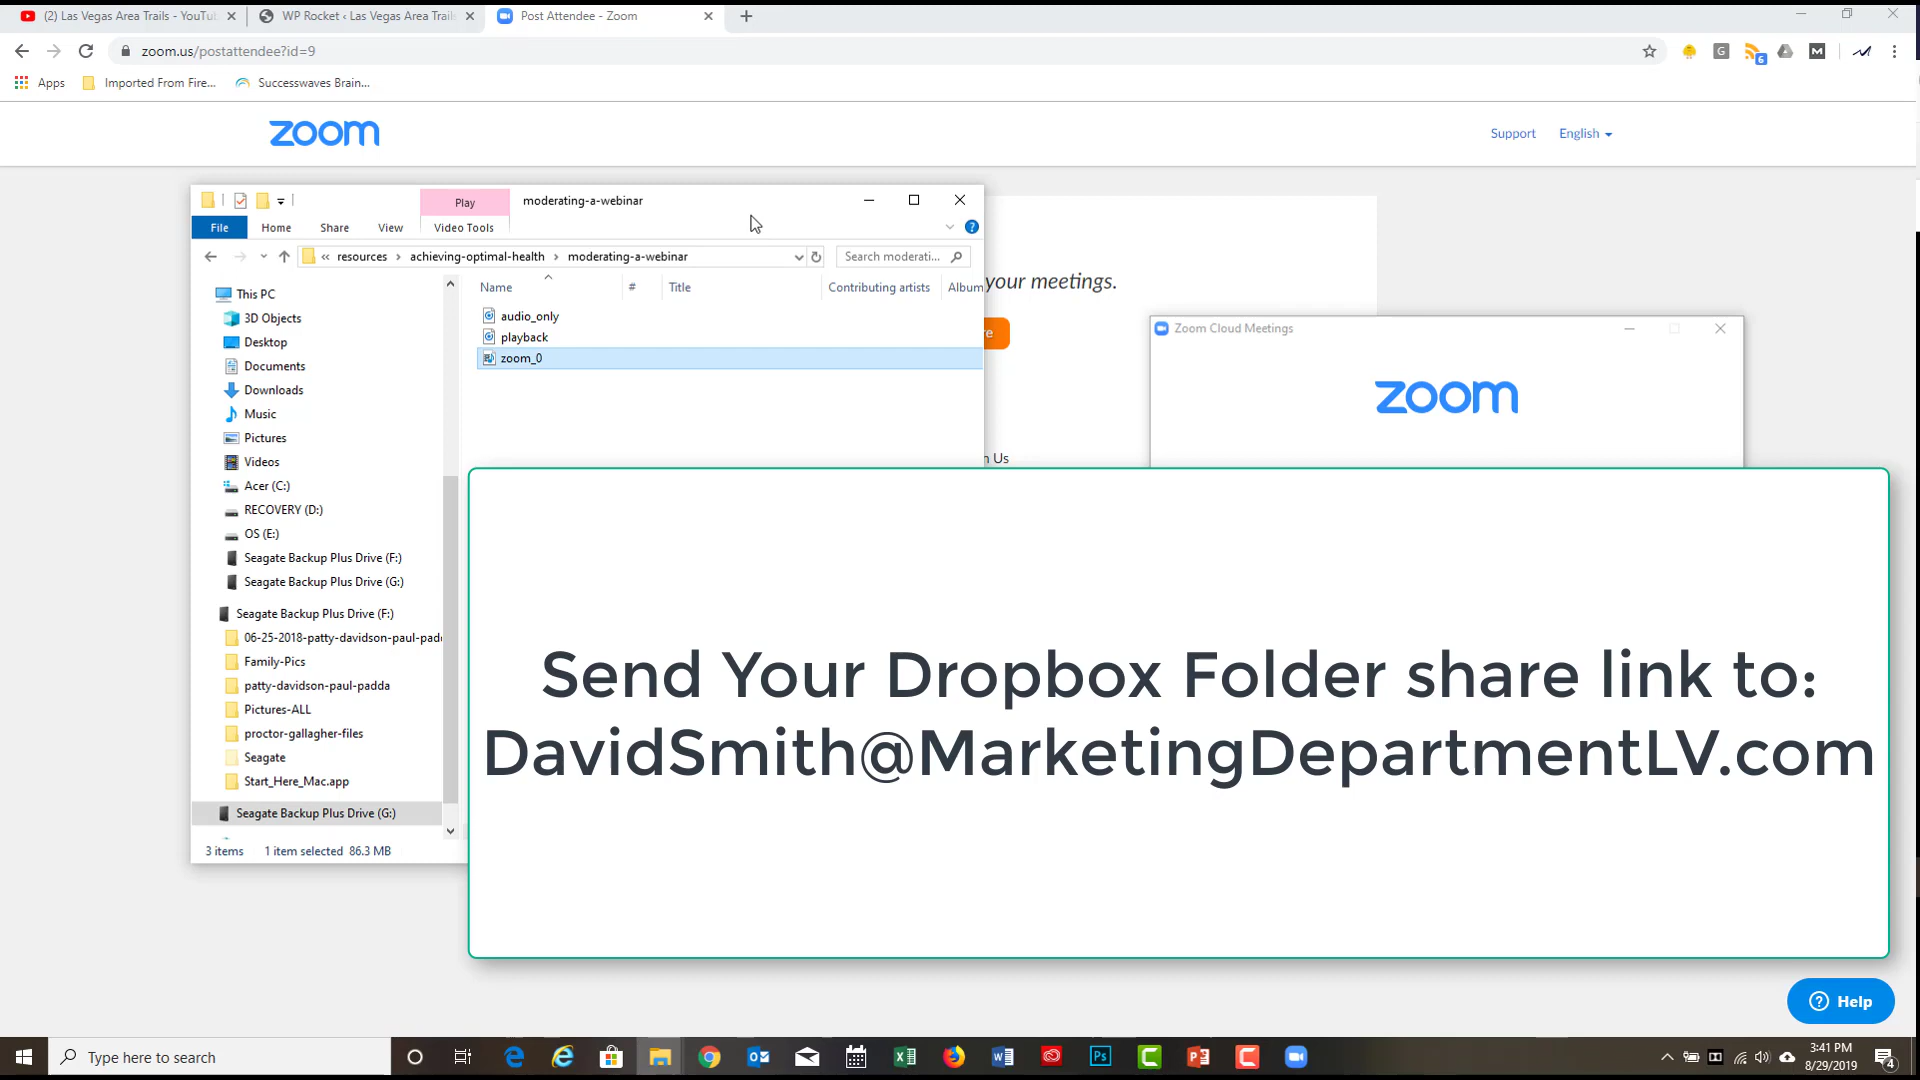 (2) Las Vegas Area Trails - YouTu
WP Rocket ‹ Las Vegas Area Trails
Post Attendee - Zoom
zoom.us/postattendee?id=9
G
6
M
Apps
Imported From Fire...
Successwaves Brain...
zoom
Support
English
Play
moderating-a-webinar
File
Home
Share
View
Video Tools
« resources › achieving-optimal-health › moderating-a-webinar
Search moderati...
Name
#
Title
Contributing artists
Album
audio_only
playback
zoom_0
This PC
3D Objects
Desktop
Documents
Downloads
Music
Pictures
Videos
Acer (C:)
RECOVERY (D:)
OS (E:)
Seagate Backup Plus Drive (F:)
Seagate Backup Plus Drive (G:)
Seagate Backup Plus Drive (F:)
06-25-2018-patty-davidson-paul-padd
Family-Pics
patty-davidson-paul-padda
Pictures-ALL
proctor-gallagher-files
Seagate
Start_Here_Mac.app
Seagate Backup Plus Drive (G:)
3 items
1 item selected 86.3 MB
your meetings.
re
n Us
Zoom Cloud Meetings
zoom
Send Your Dropbox Folder share link to:
DavidSmith@MarketingDepartmentLV.com
Help
Type here to search
3:41 PM
8/29/2019
4